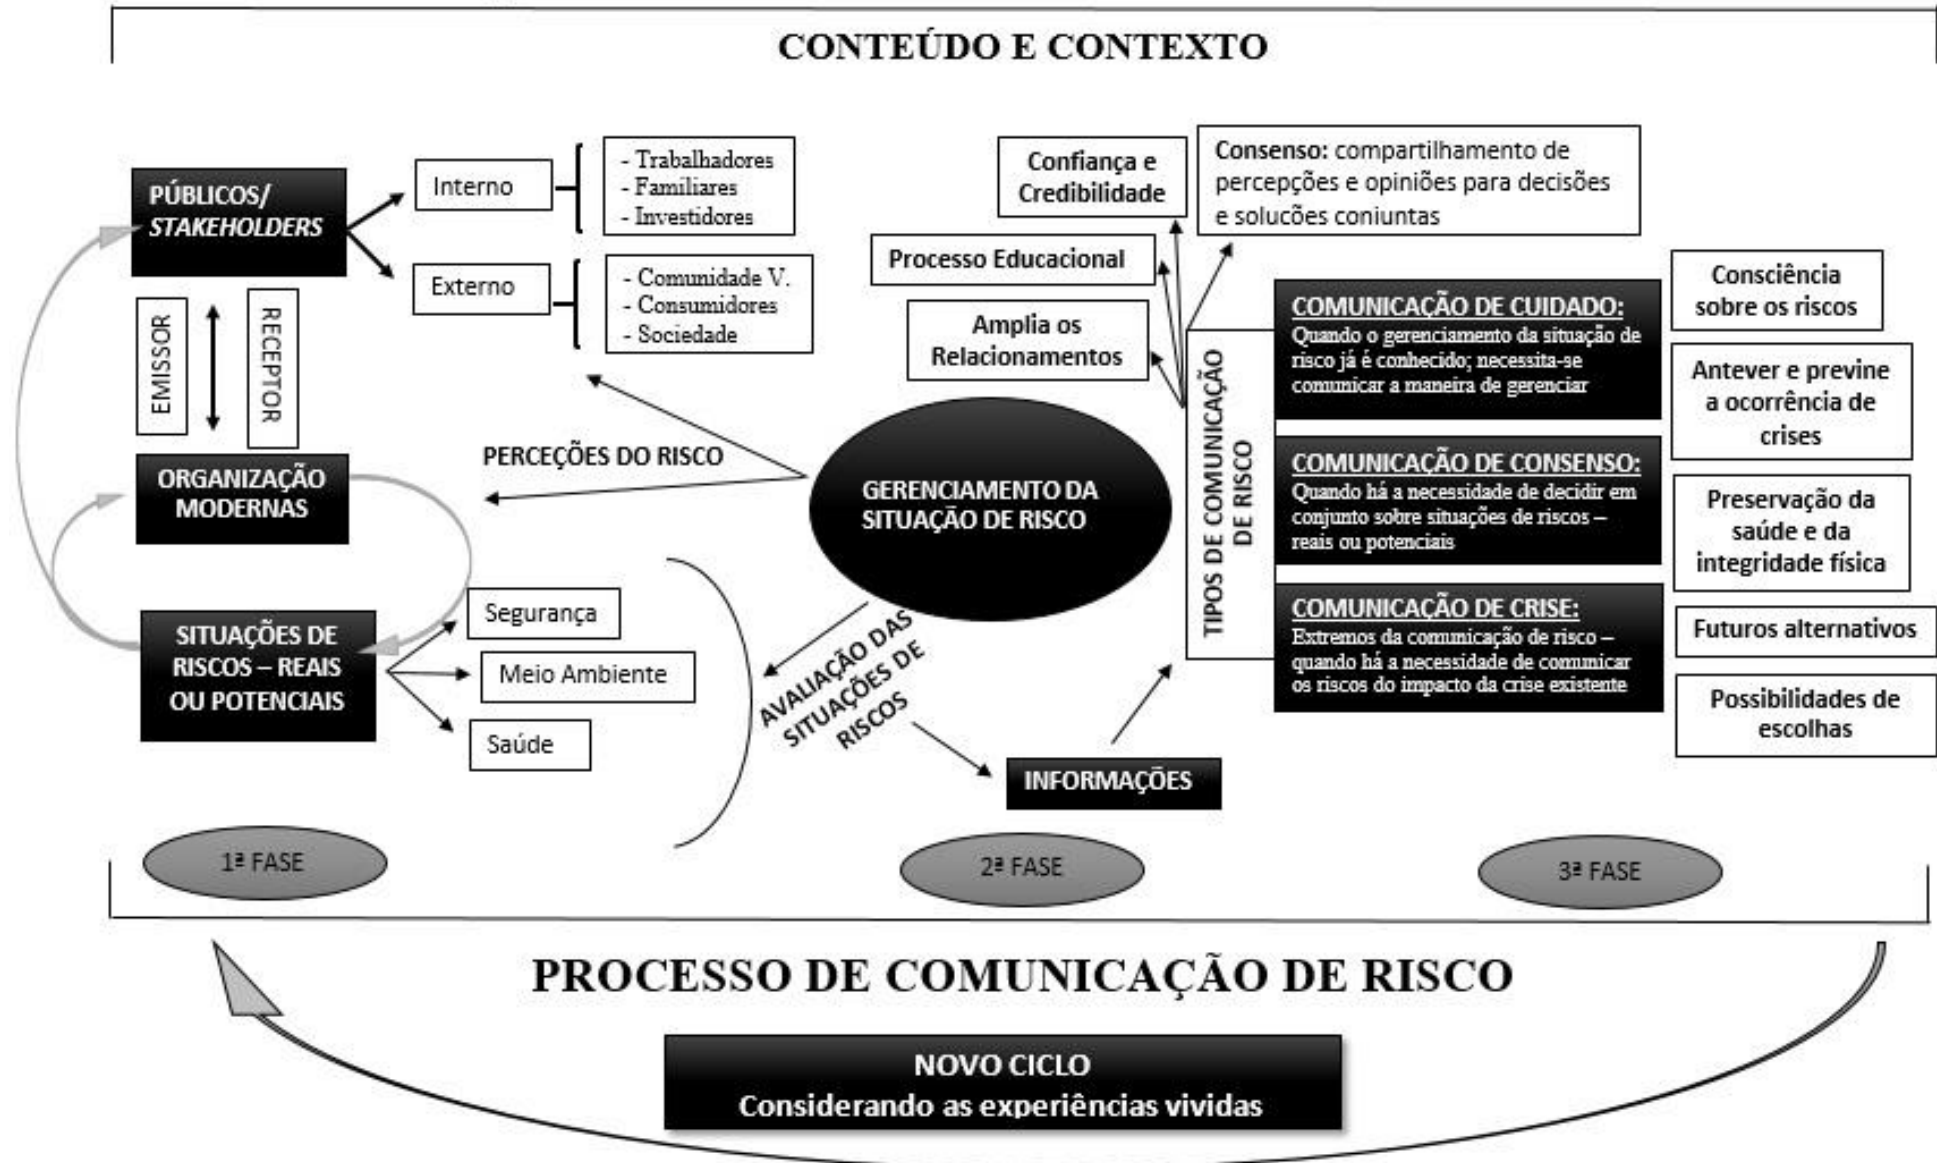 CONTEÚDO E CONTEXTO
PÚBLICOS/
STAKEHOLDERS
Interno
- Trabalhadores
- Familiares
- Investidores
Externo
- Comunidade V.
- Consumidores
- Sociedade
EMISSOR
RECEPTOR
ORGANIZAÇÃO
MODERNAS
SITUAÇÕES DE
RISCOS – REAIS
OU POTENCIAIS
Segurança
Meio Ambiente
Saúde
PERCEÇÕES DO RISCO
GERENCIAMENTO DA
SITUAÇÃO DE RISCO
AVALIAÇÃO DAS
SITUAÇÕES DE
RISCOS
INFORMAÇÕES
Confiança e
Credibilidade
Processo Educacional
Amplia os
Relacionamentos
Consenso: compartilhamento de
percepções e opiniões para decisões
e soluções conjuntas
TIPOS DE COMUNICAÇÃO
DE RISCO
COMUNICAÇÃO DE CUIDADO:
Quando o gerenciamento da situação de
risco já é conhecido; necessita-se
comunicar a maneira de gerenciar
COMUNICAÇÃO DE CONSENSO:
Quando há a necessidade de decidir em
conjunto sobre situações de riscos –
reais ou potenciais
COMUNICAÇÃO DE CRISE:
Extremos da comunicação de risco –
quando há a necessidade de comunicar
os riscos do impacto da crise existente
Consciência
sobre os riscos
Antever e previne
a ocorrência de
crises
Preservação da
saúde e da
integridade física
Futuros alternativos
Possibilidades de
escolhas
1ª FASE
2ª FASE
3ª FASE
PROCESSO DE COMUNICAÇÃO DE RISCO
NOVO CICLO
Considerando as experiências vividas